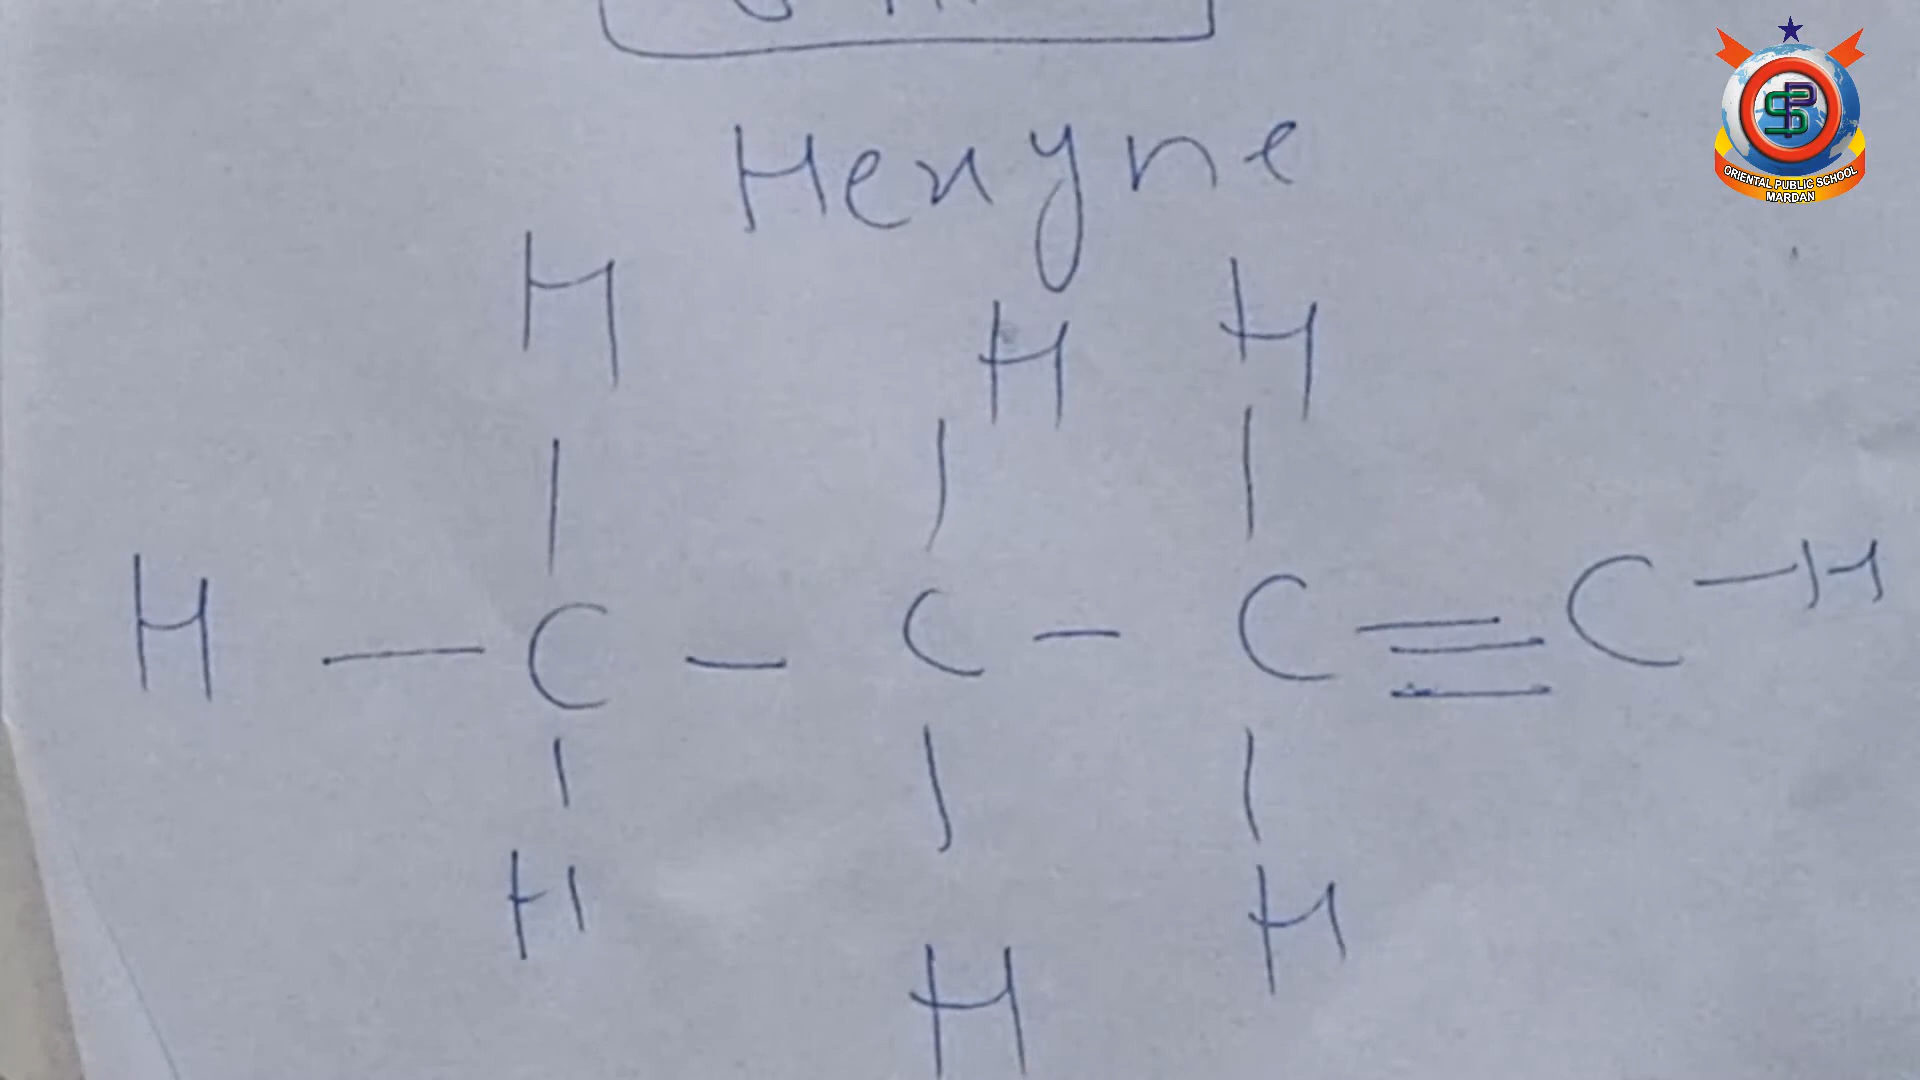 Hexyne
H H H
H — C — C — C ≡ C — H
H H H
ORIENTAL PUBLIC SCHOOL
MARDAN